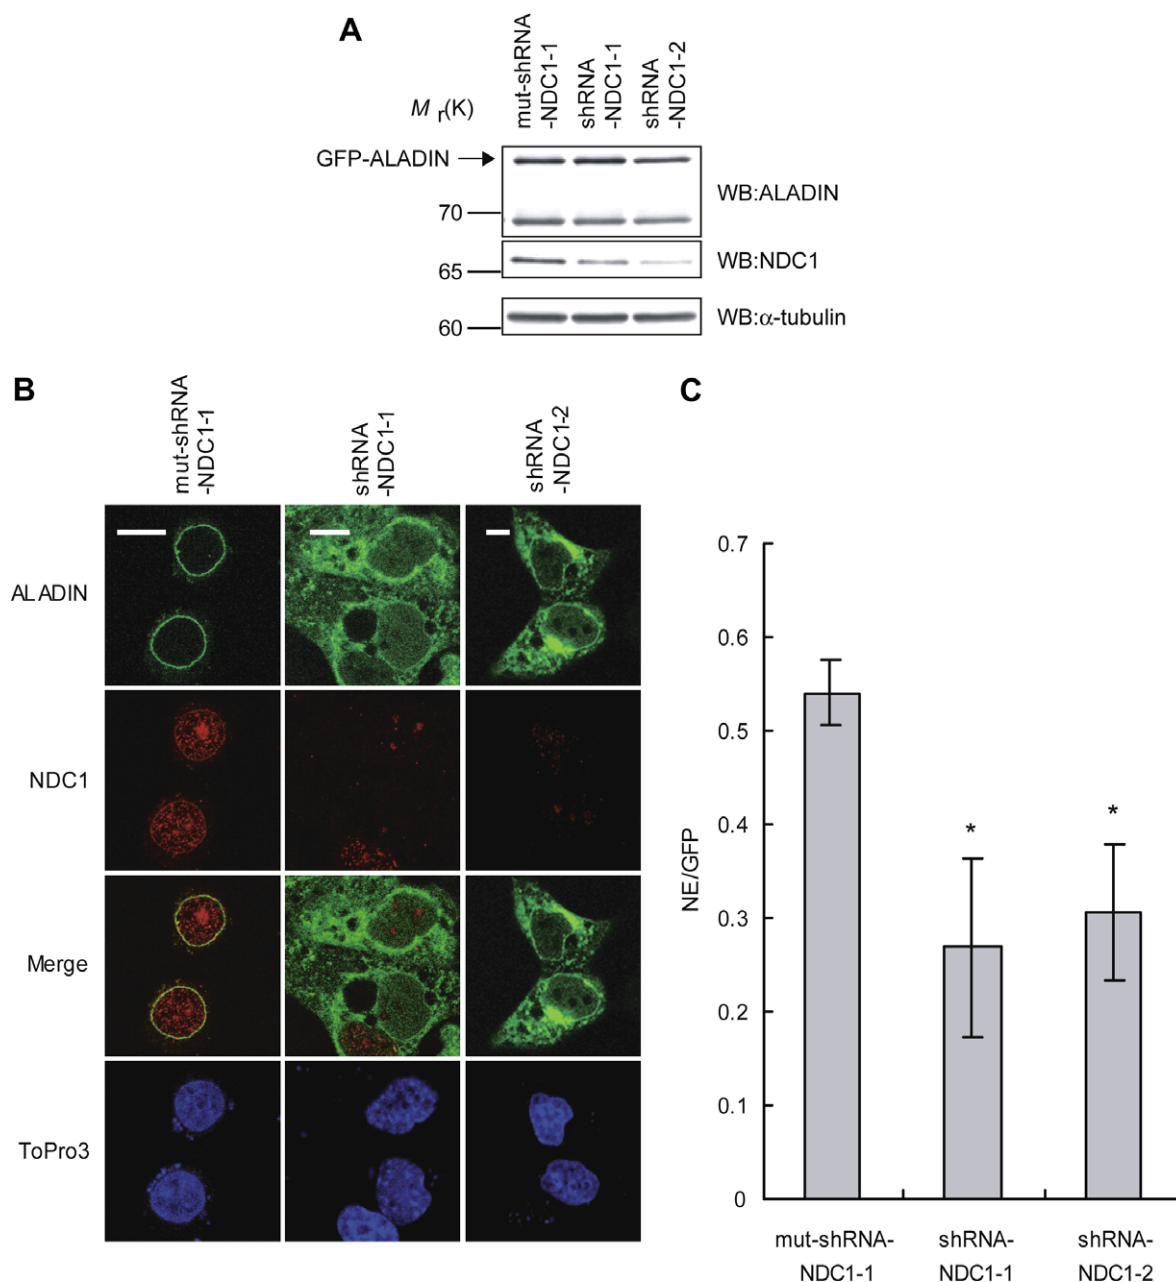 A
mut-shRNA
-NDC1-1
shRNA
-NDC1-1
shRNA
-NDC1-2
M r(K)
GFP-ALADIN
70
65
60
WB:ALADIN
WB:NDC1
WB:α-tubulin
B
mut-shRNA
-NDC1-1
shRNA
-NDC1-1
shRNA
-NDC1-2
ALADIN
NDC1
Merge
ToPro3
C
NE/GFP
0.7
0.6
0.5
0.4
0.3
0.2
0.1
0
*
*
mut-shRNA-
NDC1-1
shRNA-
NDC1-1
shRNA-
NDC1-2